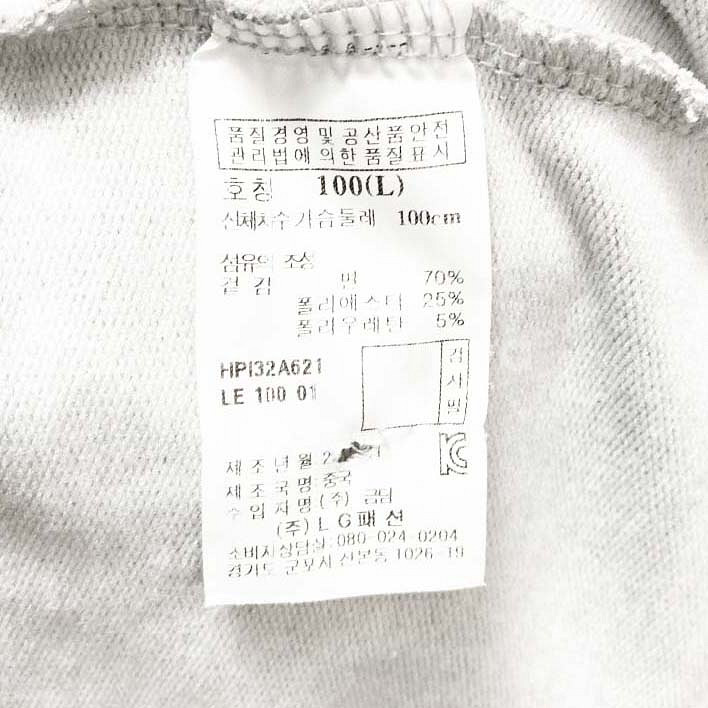 품질경영및공산품안전
관리법에의한품질표시
호칭 100(L)
신체치수가슴둘레 100cm
섬유의 조성
겉감 면 70%
폴리에스터 25%
폴리우레탄 5%
HPI32A621
LE 100 01
검사필
제조년월
제조국명:중국
수입자명(주) 금담
(주)LG패션
소비자상담실:080-024-0204
경기도 군포시 산본동 1026-19